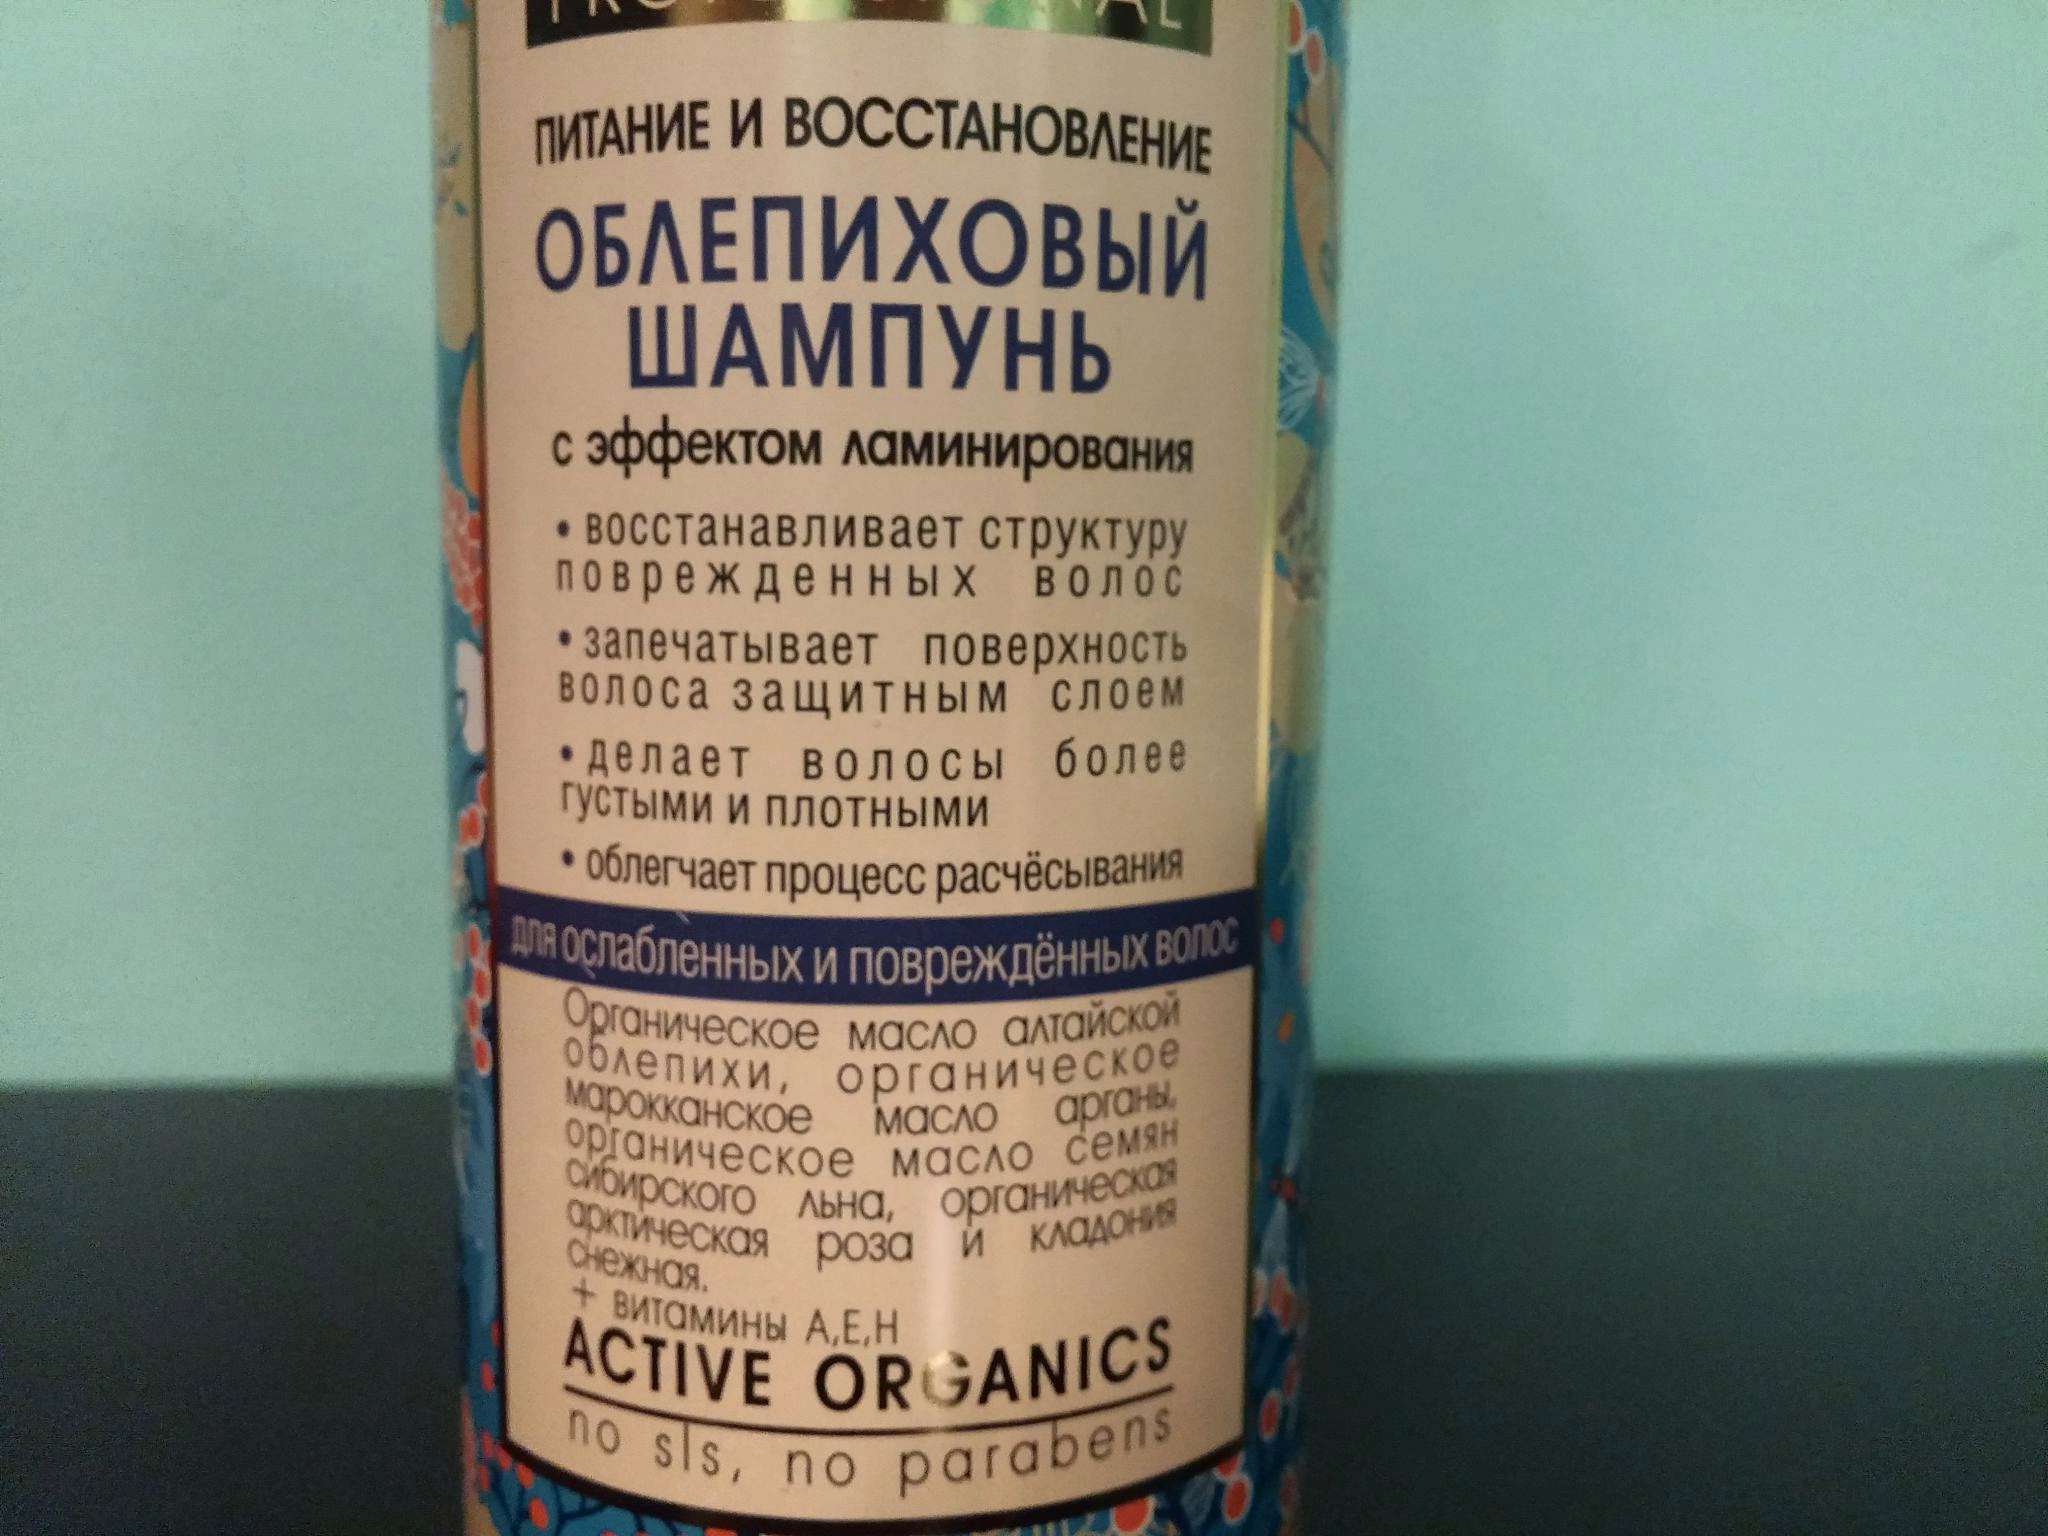 PROFESSIONAL
ПИТАНИЕ И ВОССТАНОВЛЕНИЕ
ОБЛЕПИХОВЫЙ
ШАМПУНЬ
с эффектом ламинирования
• восстанавливает структуру
поврежденных волос
• запечатывает поверхность
волоса защитным слоем
• делает волосы более
густыми и плотными
• облегчает процесс расчёсывания
для ослабленных и повреждённых волос
Органическое масло алтайской
облепихи, органическое
марокканское масло арганы,
органическое масло семян
сибирского льна, органическая
арктическая роза и кладония
снежная.
+ витамины А,Е,Н
ACTIVE ORGANICS
no sls, no parabens